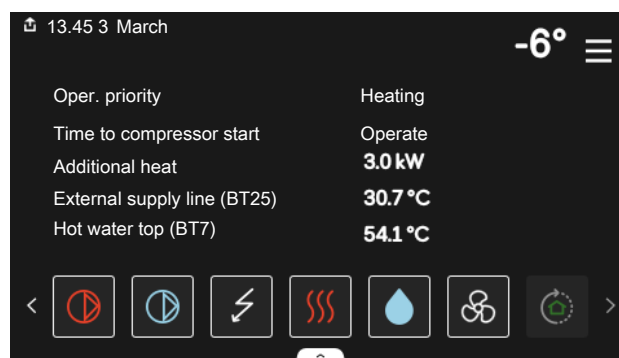 13.45 3 March
-6°
Oper. priority Heating
Time to compressor start Operate
Additional heat 3.0 kW
External supply line (BT25) 30.7 °C
Hot water top (BT7) 54.1 °C